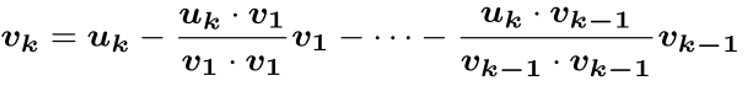 $v_k = u_k - \frac{u_k \cdot v_1}{v_1 \cdot v_1} v_1 - \cdots - \frac{u_k \cdot v_{k-1}}{v_{k-1} \cdot v_{k-1}} v_{k-1}$